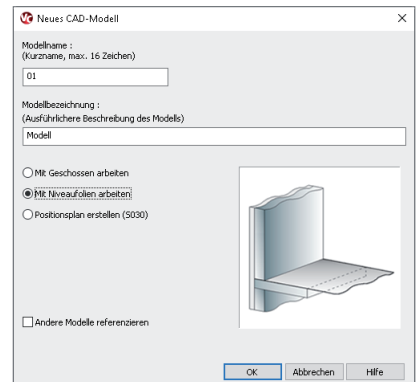 Neues CAD-Modell
Modellname :
(Kurzname, max. 16 Zeichen)
01
Modellbezeichnung :
(Ausführlichere Beschreibung des Modells)
Modell
Mit Geschossen arbeiten
Mit Niveaufolien arbeiten
Positionsplan erstellen (S030)
Andere Modelle referenzieren
OK Abbrechen Hilfe